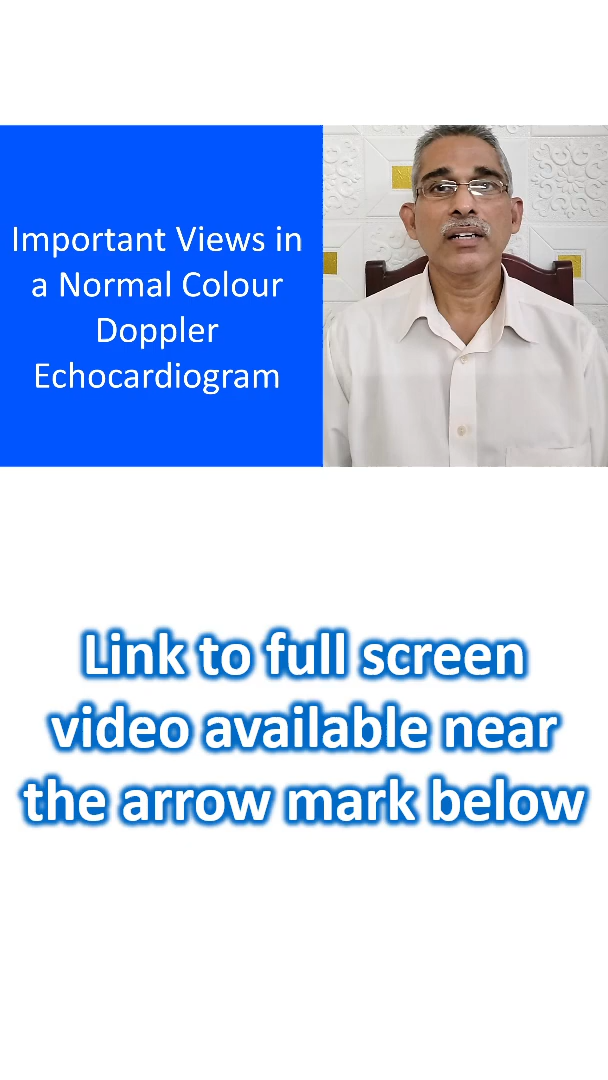 Important Views in
a Normal Colour
Doppler
Echocardiogram
Link to full screen
video available near
the arrow mark below